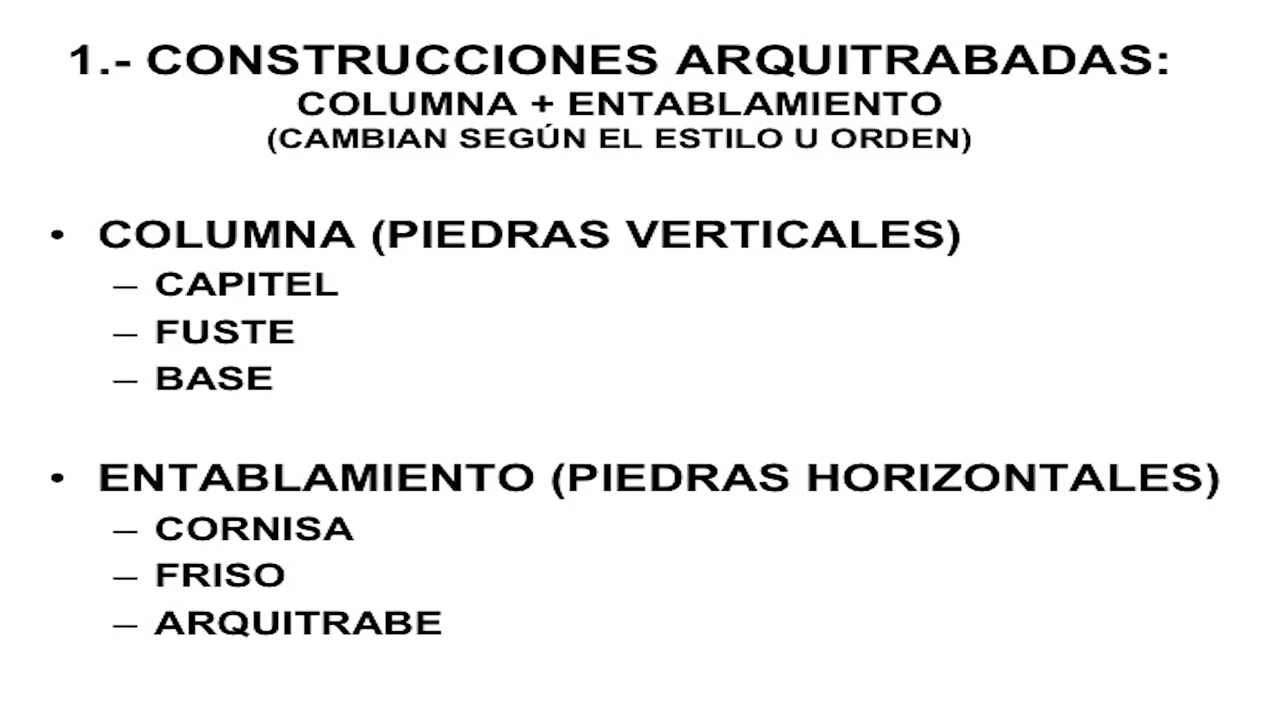 1.- CONSTRUCCIONES ARQUITRABADAS:
COLUMNA + ENTABLAMIENTO
(CAMBIAN SEGÚN EL ESTILO U ORDEN)
• COLUMNA (PIEDRAS VERTICALES)
– CAPITEL
– FUSTE
– BASE
• ENTABLAMIENTO (PIEDRAS HORIZONTALES)
– CORNISA
– FRISO
– ARQUITRABE